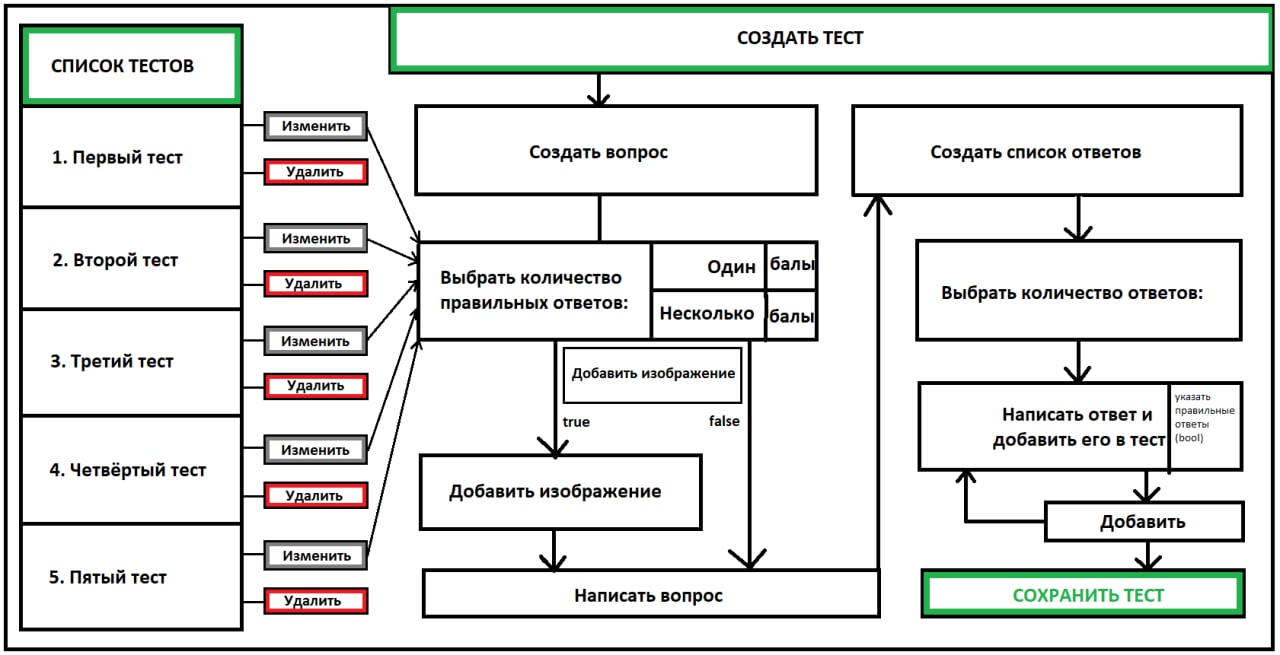 СОЗДАТЬ ТЕСТ
СПИСОК ТЕСТОВ
1. Первый тест
Изменить
Удалить
2. Второй тест
Изменить
Удалить
3. Третий тест
Изменить
Удалить
4. Четвёртый тест
Изменить
Удалить
5. Пятый тест
Изменить
Удалить
Создать вопрос
Выбрать количество
правильных ответов:
Один
балы
Несколько
балы
Добавить изображение
true
false
Добавить изображение
Написать вопрос
Создать список ответов
Выбрать количество ответов:
Написать ответ и
добавить его в тест
указать
правильные
ответы
(bool)
Добавить
СОХРАНИТЬ ТЕСТ